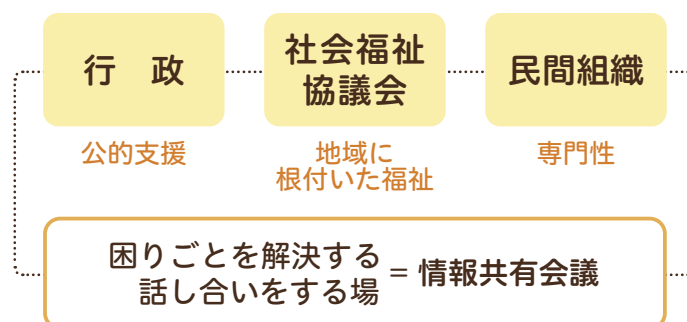 行　政
社会福祉
協議会
民間組織
公的支援
地域に
根付いた福祉
専門性
困りごとを解決する
話し合いをする場
= 情報共有会議